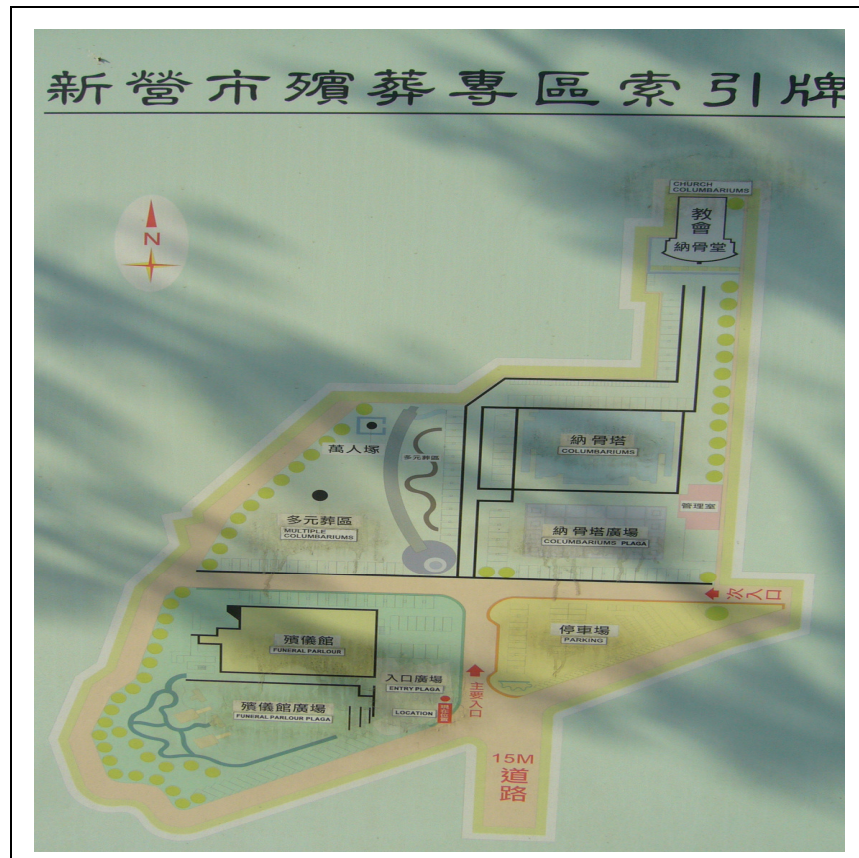 新營市殯葬專區索引牌
CHURCH
COLUMBARIUMS
教會
納骨堂
N
萬人塚
多元葬區
納骨塔
COLUMBARIUMS
管理室
多元葬區
MULTIPLE
COLUMBARIUMS
納骨塔廣場
COLUMBARIUMS PLAGA
次入口
殯儀館
FUNERAL PARLOUR
停車場
PARKING
入口廣場
ENTRY PLAGA
主要入口
殯儀館廣場
FUNERAL PARLOUR PLAGA
LOCATION
現在位置
15M
道路